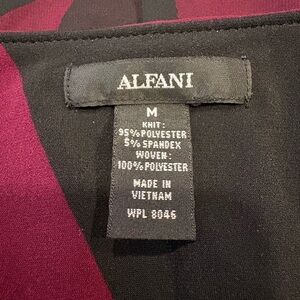 ALFANI
M
KNIT:
95% POLYESTER
5% SPANDEX
WOVEN:
100% POLYESTER
MADE IN
VIETNAM
WPL 8046